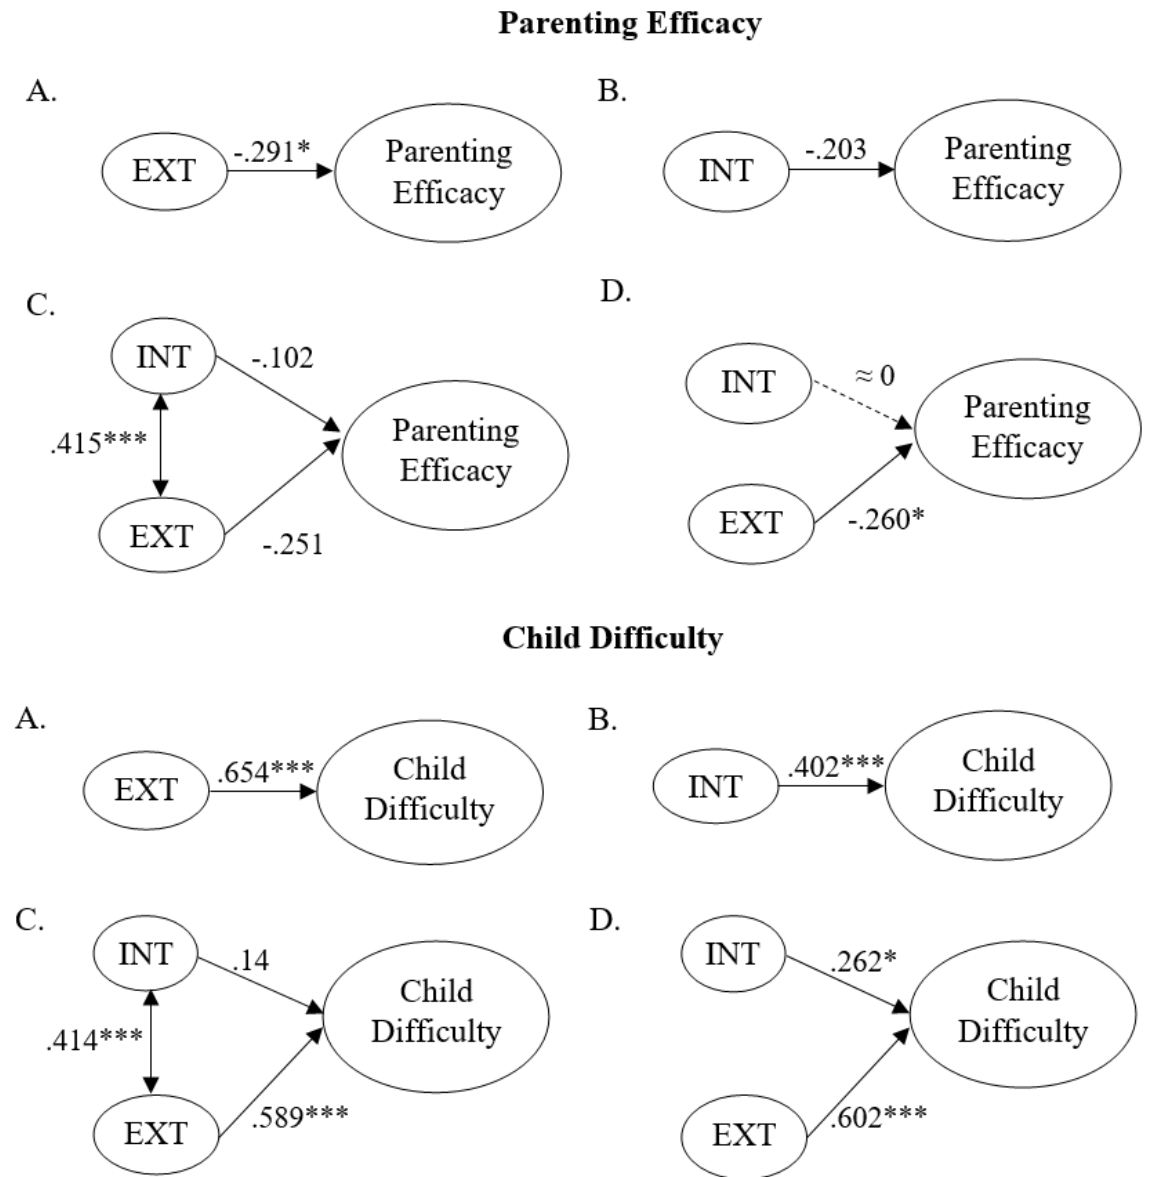 Parenting Efficacy
A.
EXT
-.291*
Parenting
Efficacy
B.
INT
-.203
Parenting
Efficacy
C.
INT
-.102
.415***
EXT
-.251
Parenting
Efficacy
D.
INT
≈ 0
EXT
-.260*
Parenting
Efficacy
Child Difficulty
A.
EXT
.654***
Child
Difficulty
B.
INT
.402***
Child
Difficulty
C.
INT
.14
.414***
EXT
.589***
Child
Difficulty
D.
INT
.262*
EXT
.602***
Child
Difficulty